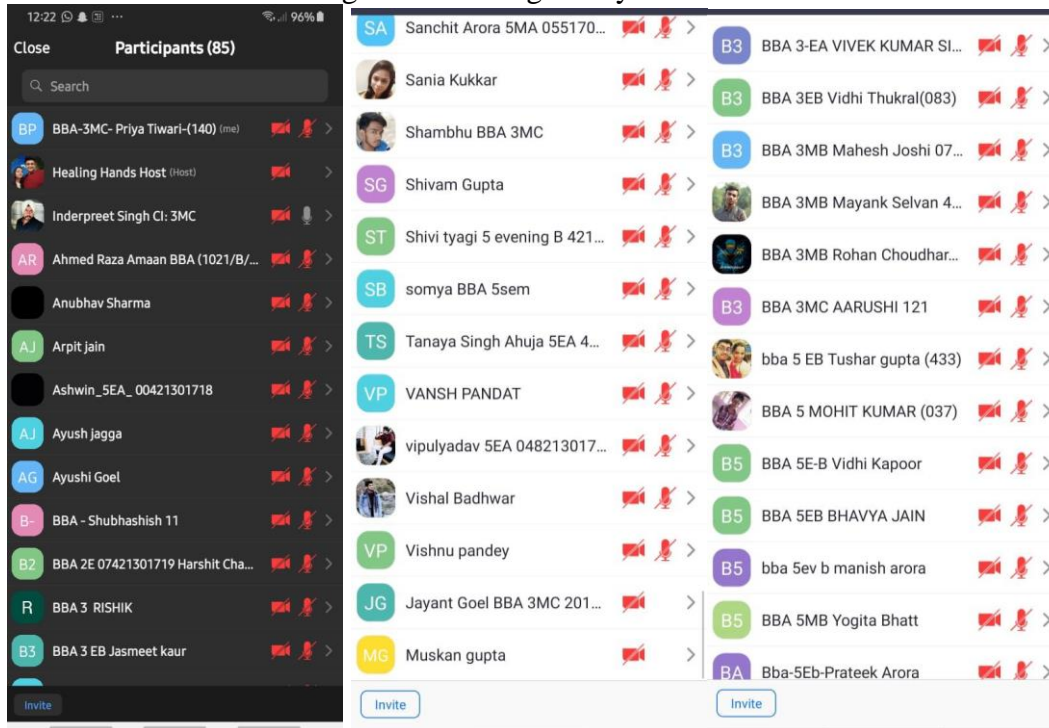 12:22
96%
Close
Participants (85)
Search
BP
BBA-3MC- Priya Tiwari-(140) (me)
Healing Hands Host (Host)
Inderpreet Singh CI: 3MC
AR
Ahmed Raza Amaan BBA (1021/B/...
Anubhav Sharma
AJ
Arpit jain
Ashwin_5EA_ 00421301718
AJ
Ayush jagga
AG
Ayushi Goel
B-
BBA - Shubhashish 11
B2
BBA 2E 07421301719 Harshit Cha...
R
BBA 3 RISHIK
B3
BBA 3 EB Jasmeet kaur
Invite
SA
Sanchit Arora 5MA 055170...
Sania Kukkar
Shambhu BBA 3MC
SG
Shivam Gupta
ST
Shivi tyagi 5 evening B 421...
SB
somya BBA 5sem
TS
Tanaya Singh Ahuja 5EA 4...
VP
VANSH PANDAT
vipulyadav 5EA 048213017...
Vishal Badhwar
VP
Vishnu pandey
JG
Jayant Goel BBA 3MC 201...
MG
Muskan gupta
Invite
B3
BBA 3-EA VIVEK KUMAR SI...
B3
BBA 3EB Vidhi Thukral(083)
B3
BBA 3MB Mahesh Joshi 07...
BBA 3MB Mayank Selvan 4...
BBA 3MB Rohan Choudhar...
B3
BBA 3MC AARUSHI 121
bba 5 EB Tushar gupta (433)
BBA 5 MOHIT KUMAR (037)
B5
BBA 5E-B Vidhi Kapoor
B5
BBA 5EB BHAVYA JAIN
B5
bba 5ev b manish arora
B5
BBA 5MB Yogita Bhatt
BA
Bba-5Eb-Prateek Arora
Invite